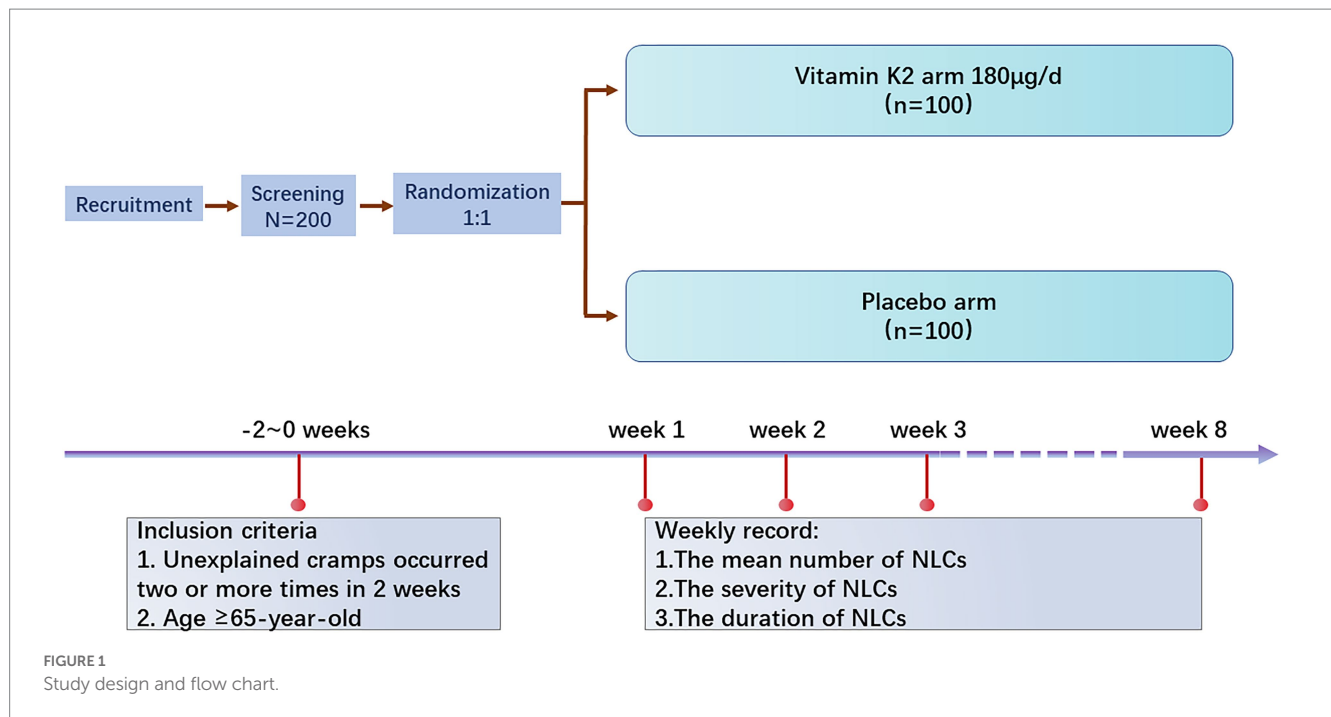 Vitamin K2 arm 180μg/d
(n=100)
Recruitment
Screening
N=200
Randomization
1:1
Placebo arm
(n=100)
-2~0 weeks
week 1
week 2
week 3
week 8
Inclusion criteria
1. Unexplained cramps occurred
two or more times in 2 weeks
2. Age ≥65-year-old
Weekly record:
1.The mean number of NLCs
2.The severity of NLCs
3.The duration of NLCs
FIGURE 1
Study design and flow chart.